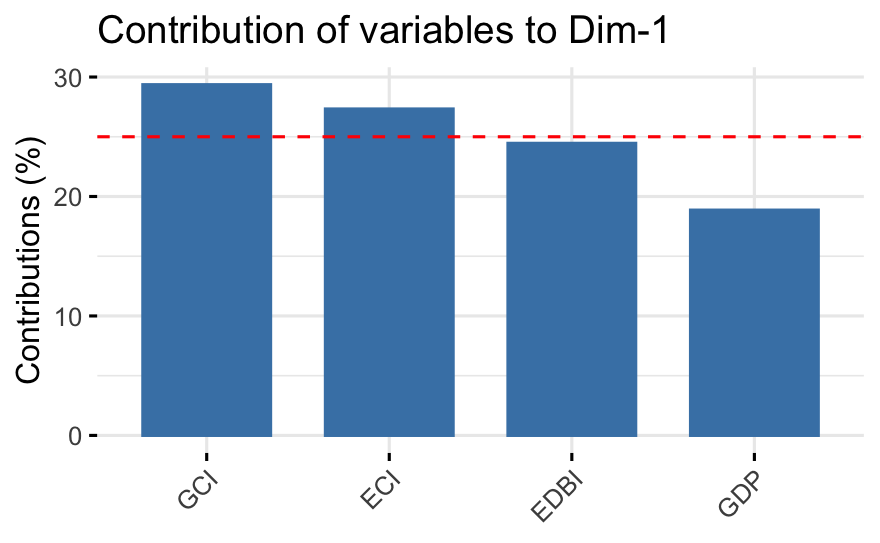 Contribution of variables to Dim-1
Contributions (%)
30
20
10
0
GCI
ECI
EDBI
GDP